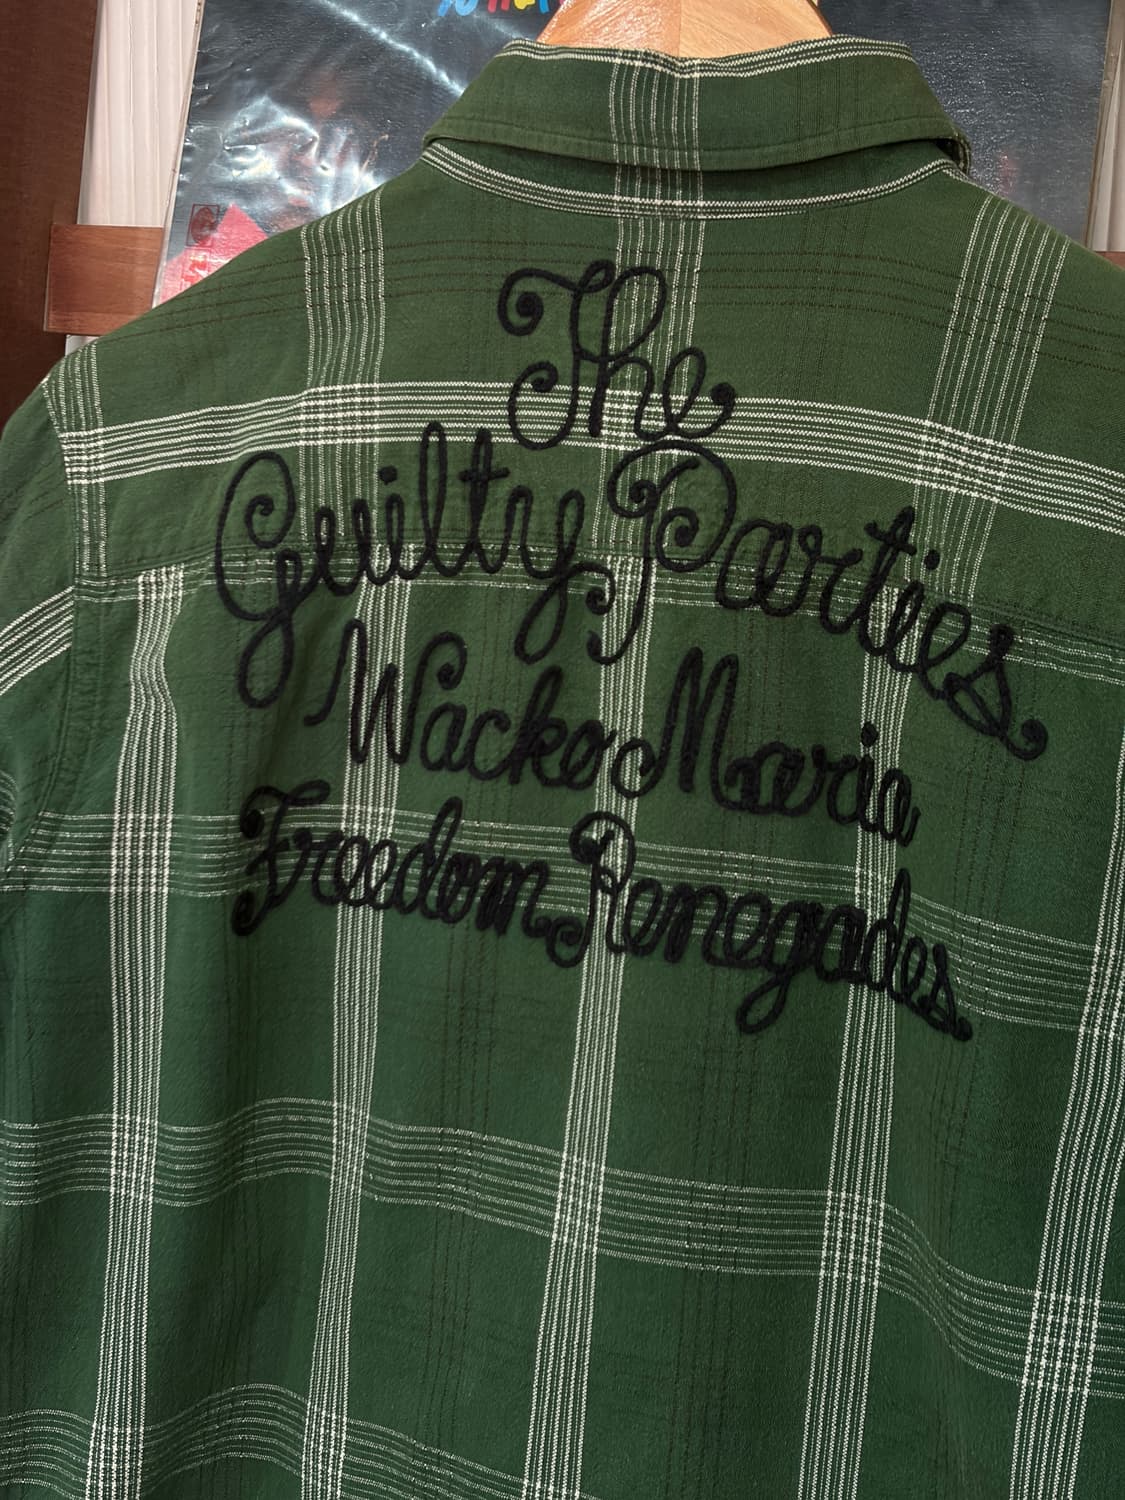 The
Guilty Parties
Wacko Maria
Freedom Renegades